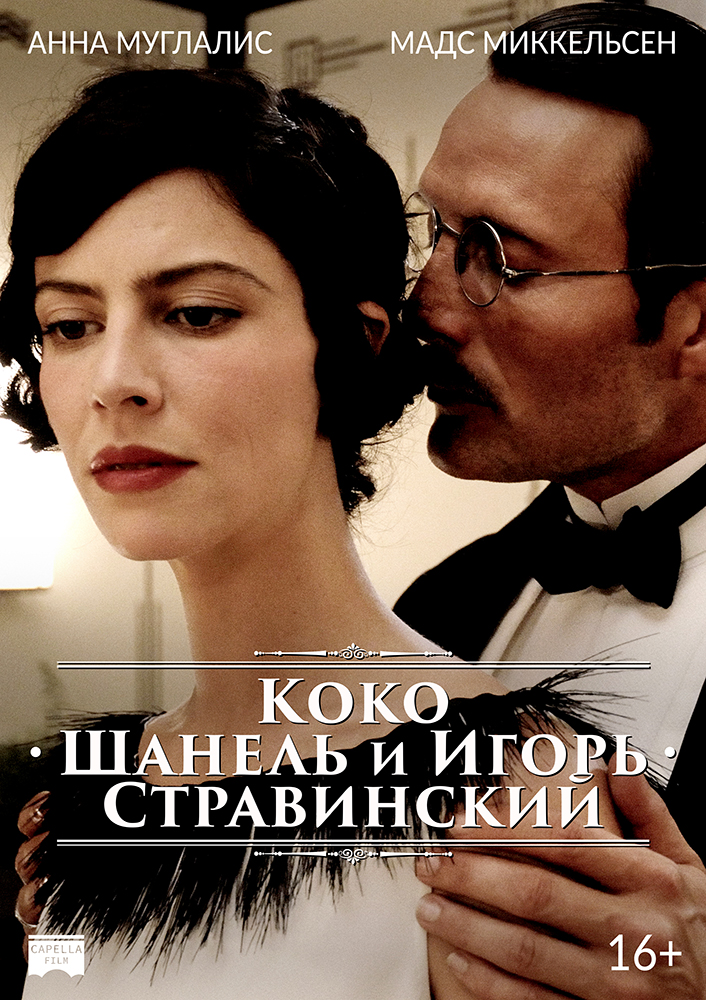 АННА МУГЛАЛИС
МАДС МИККЕЛЬСЕН
КОКО
• ШАНЕЛЬ И ИГОРЬ •
СТРАВИНСКИЙ
CAPELLA
FILM
16+